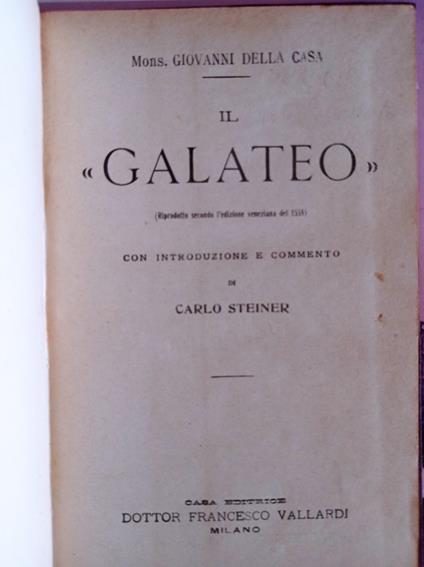 Mons. GIOVANNI DELLA CASA
IL
« GALATEO »
(Riprodotto secondo l'edizione veneziana del 1558)
CON INTRODUZIONE E COMMENTO
DI
CARLO STEINER
CASA EDITRICE
DOTTOR FRANCESCO VALLARDI
MILANO